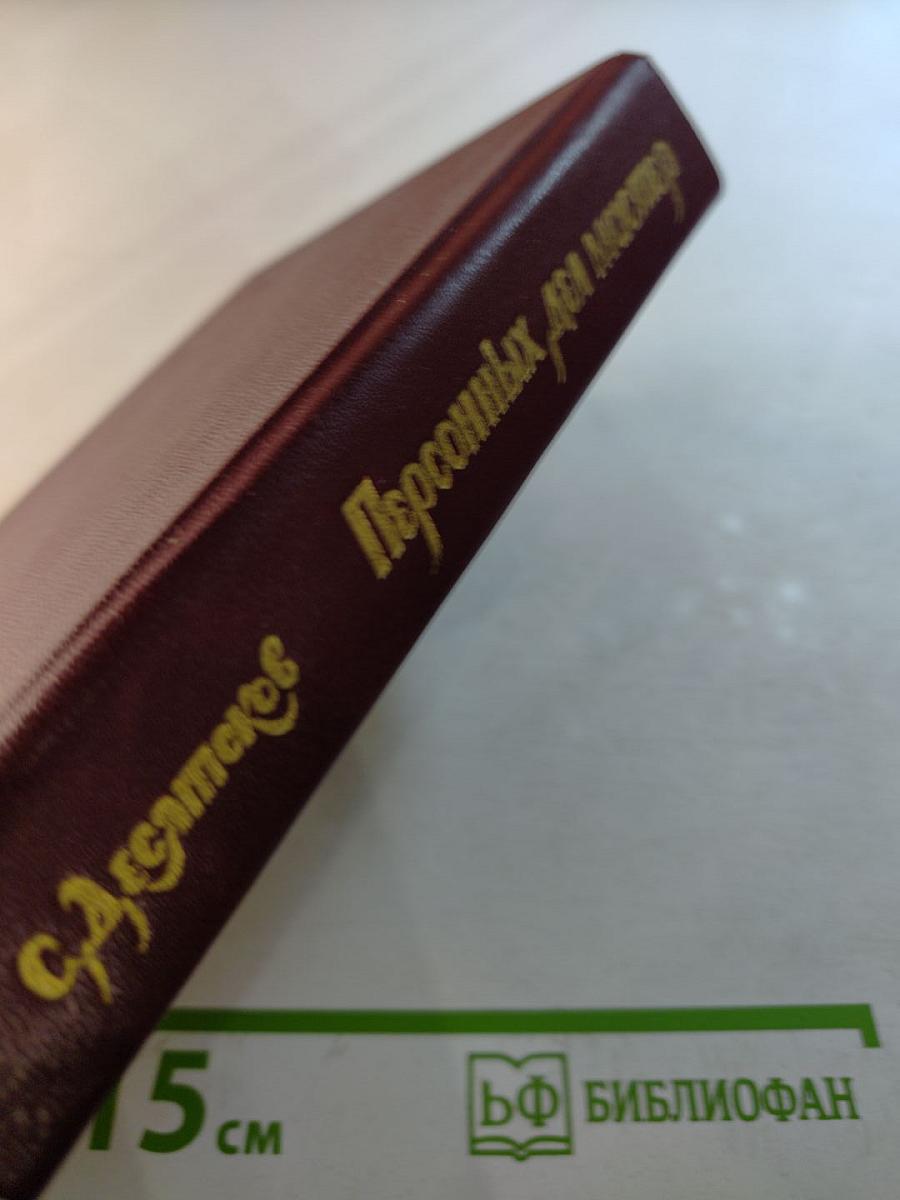 С. Десятсков
Персонных дел мастер
15 см
ЬФ БИБЛИОФАН